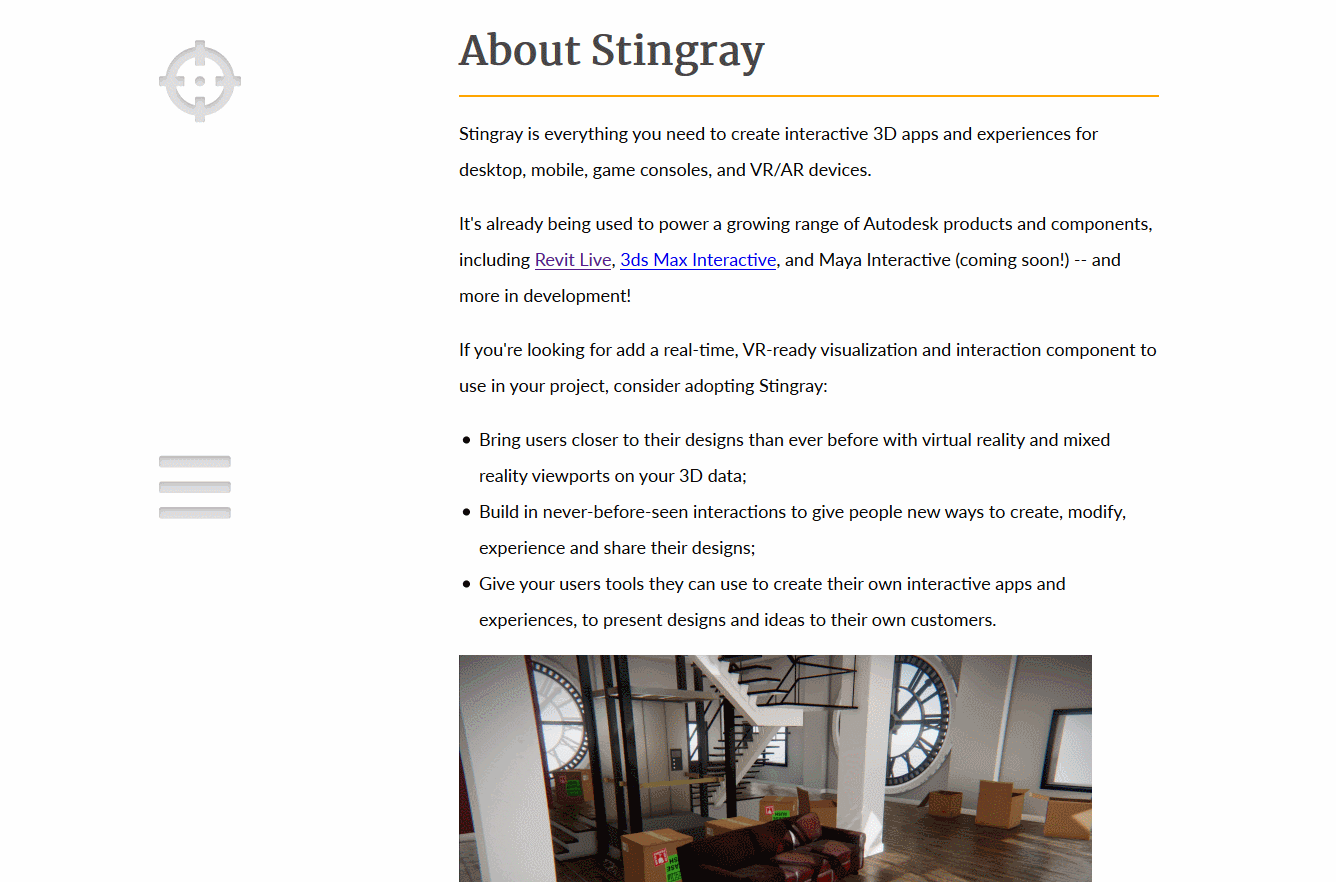 About Stingray
Stingray is everything you need to create interactive 3D apps and experiences for
desktop, mobile, game consoles, and VR/AR devices.
It's already being used to power a growing range of Autodesk products and components,
including Revit Live, 3ds Max Interactive, and Maya Interactive (coming soon!) -- and
more in development!
If you're looking for add a real-time, VR-ready visualization and interaction component to
use in your project, consider adopting Stingray:
Bring users closer to their designs than ever before with virtual reality and mixed
reality viewports on your 3D data;
Build in never-before-seen interactions to give people new ways to create, modify,
experience and share their designs;
Give your users tools they can use to create their own interactive apps and
experiences, to present designs and ideas to their own customers.